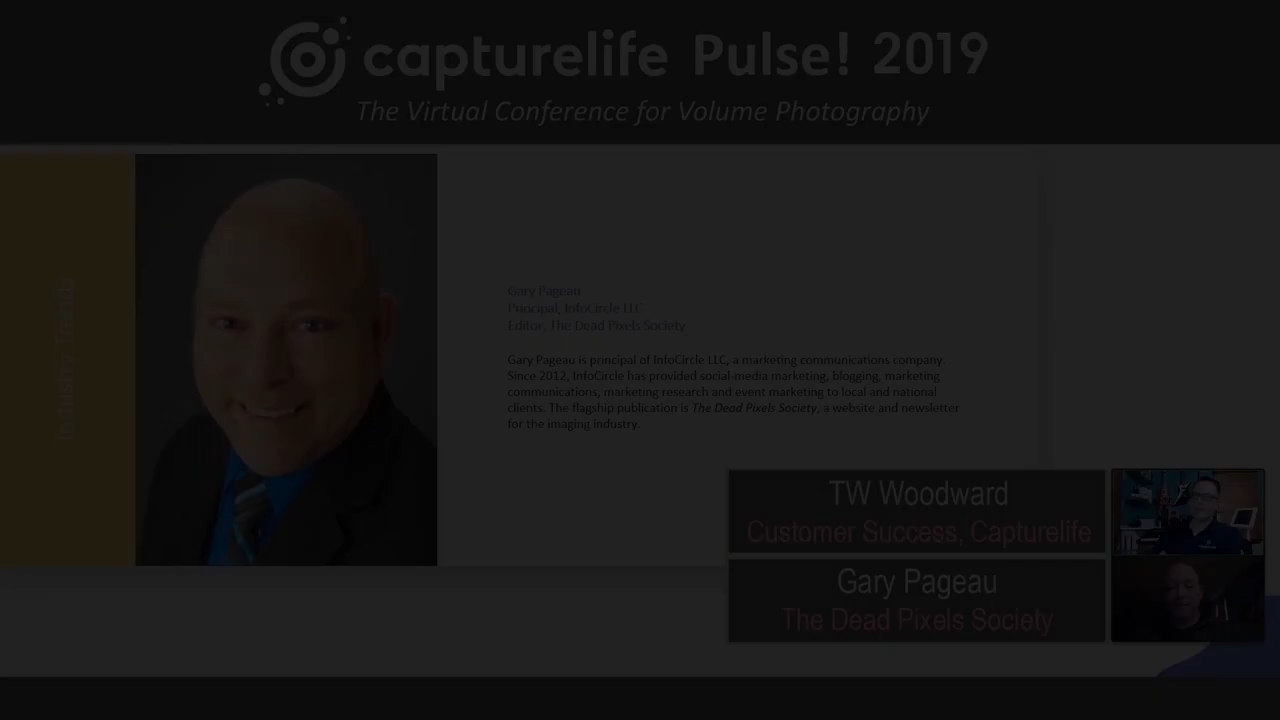 capturelife Pulse! 2019
The Virtual Conference for Volume Photography
Industry Trends
Gary Pageau
Principal, InfoCircle LLC
Editor, The Dead Pixels Society
Gary Pageau is principal of InfoCircle LLC, a marketing communications company.
Since 2012, InfoCircle has provided social-media marketing, blogging, marketing
communications, marketing research and event marketing to local and national
clients. The flagship publication is The Dead Pixels Society, a website and newsletter
for the imaging industry.
TW Woodward
Customer Success, Capturelife
Gary Pageau
The Dead Pixels Society